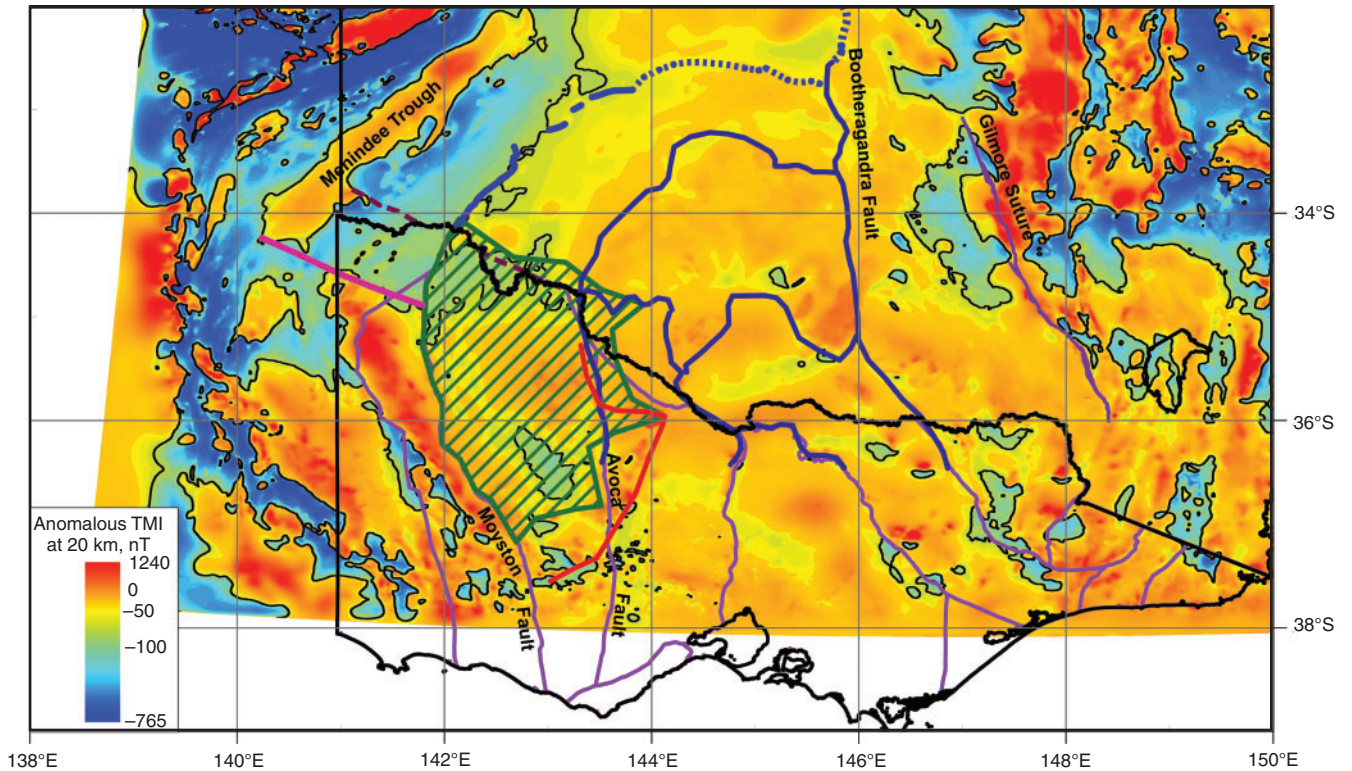 Menindee Trough
Bootheragandra Fault
Gilmore Suture
34°S
36°S
Avoca
Fault
Moyston
Fault
38°S
Anomalous TMI
at 20 km, nT
1240
0
−50
−100
−765
138°E
140°E
142°E
144°E
146°E
148°E
150°E